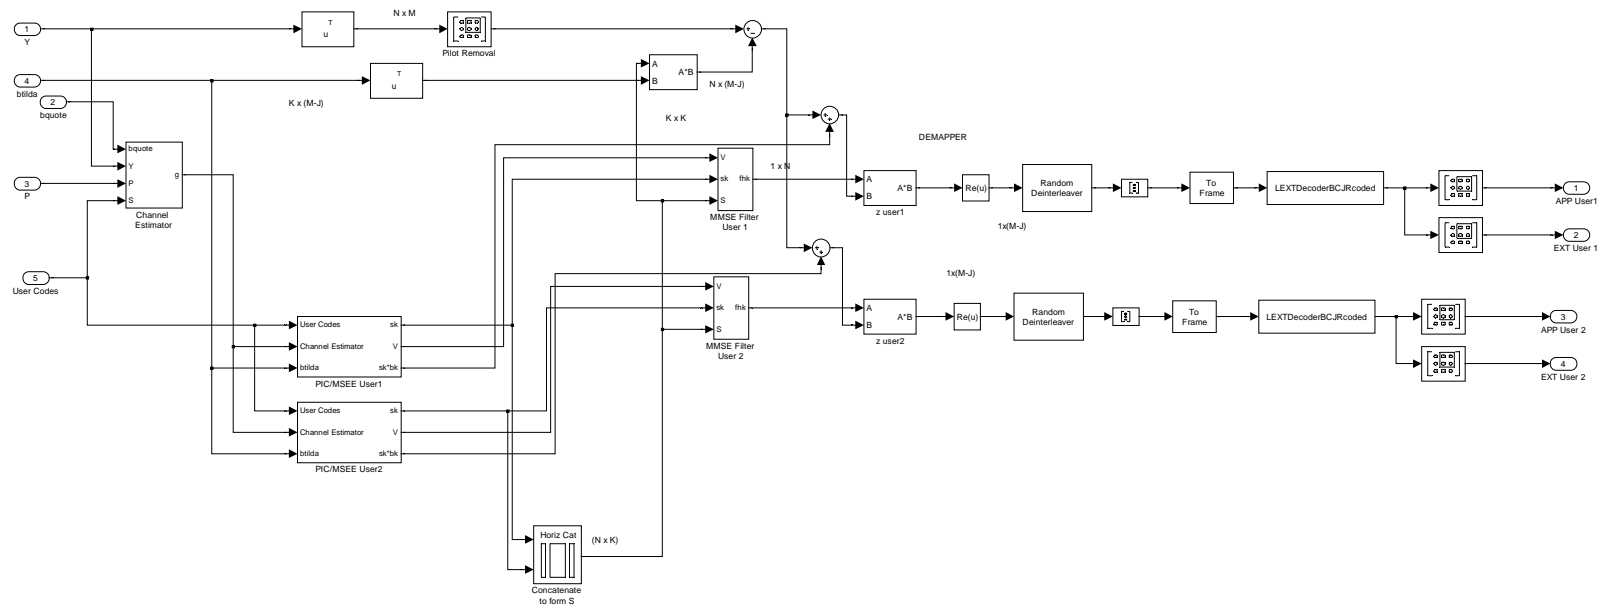 1
Y
T
u
N x M
Pilot Removal
4
btilda
T
u
K x (M-J)
A
B
A*B
N x (M-J)
K x K
2
bquote
3
P
bquote
Y
P
S
g
Channel
Estimator
5
User Codes
V
sk
S
fhk
MMSE Filter
User 1
1 x N
DEMAPPER
A
B
A*B
z user1
Re(u)
Random
Deinterleaver
1x(M-J)
To
Frame
LEXTDecoderBCJRcoded
1
APP User1
2
EXT User 1
V
sk
S
fhk
MMSE Filter
User 2
1x(M-J)
A
B
A*B
z user2
Re(u)
Random
Deinterleaver
To
Frame
LEXTDecoderBCJRcoded
3
APP User 2
4
EXT User 2
User Codes
Channel Estimator
btilda
sk
V
sk*bk
PIC/MSEE User1
User Codes
Channel Estimator
btilda
sk
V
sk*bk
PIC/MSEE User2
Horiz Cat
(N x K)
Concatenate
to form S